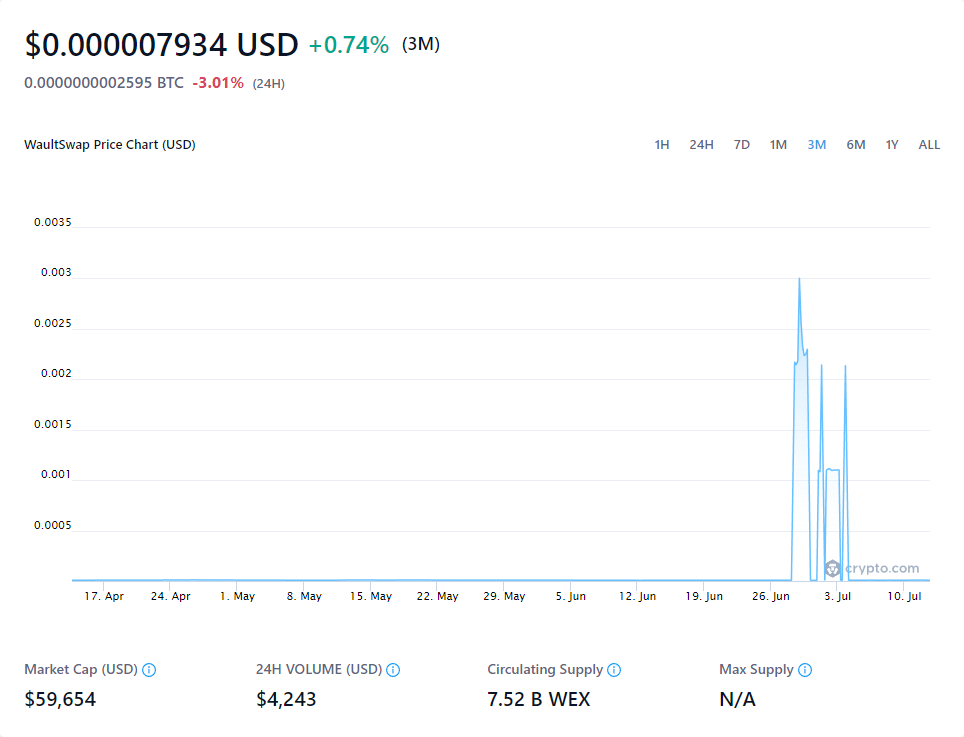 $0.000007934 USD +0.74% (3M)
0.0000000002595 BTC -3.01% (24H)
WaultSwap Price Chart (USD) 1H 24H 7D 1M 3M 6M 1Y ALL
0.0035
0.003
0.0025
0.002
0.0015
0.001
0.0005
crypto.com
17. Apr 24. Apr 1. May 8. May 15. May 22. May 29. May 5. Jun 12. Jun 19. Jun 26. Jun 3. Jul 10. Jul
Market Cap (USD) 24H VOLUME (USD) Circulating Supply Max Supply
$59,654 $4,243 7.52 B WEX N/A